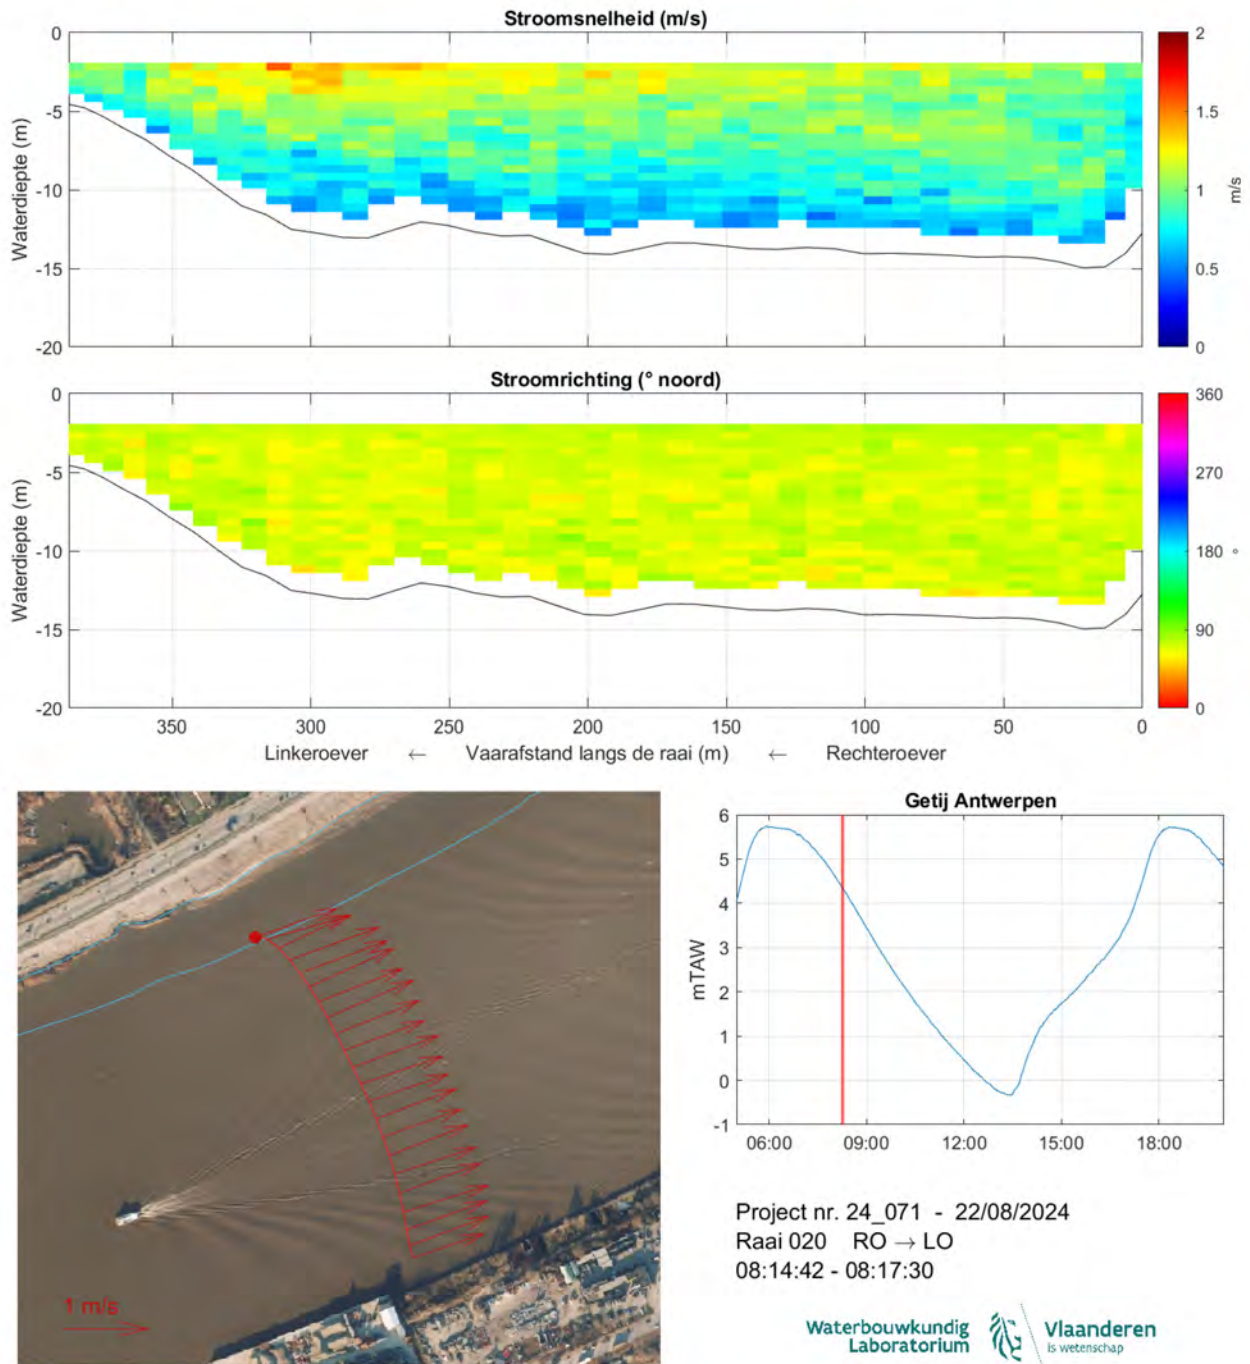 Stroomsnelheid (m/s)
0
-5
-10
-15
-20
Waterdiepte (m)
2
1.5
1
0.5
0
m/s
Stroomrichting (° noord)
0
-5
-10
-15
-20
Waterdiepte (m)
360
270
180
90
0
°
350 300 250 200 150 100 50 0
Linkeroever ← Vaarafstand langs de raai (m) ← Rechteroever
1 m/s
Getij Antwerpen
6
5
4
3
2
1
0
-1
mTAW
06:00 09:00 12:00 15:00 18:00
Project nr. 24_071 - 22/08/2024
Raai 020 RO → LO
08:14:42 - 08:17:30
Waterbouwkundig
Laboratorium
Vlaanderen
is wetenschap